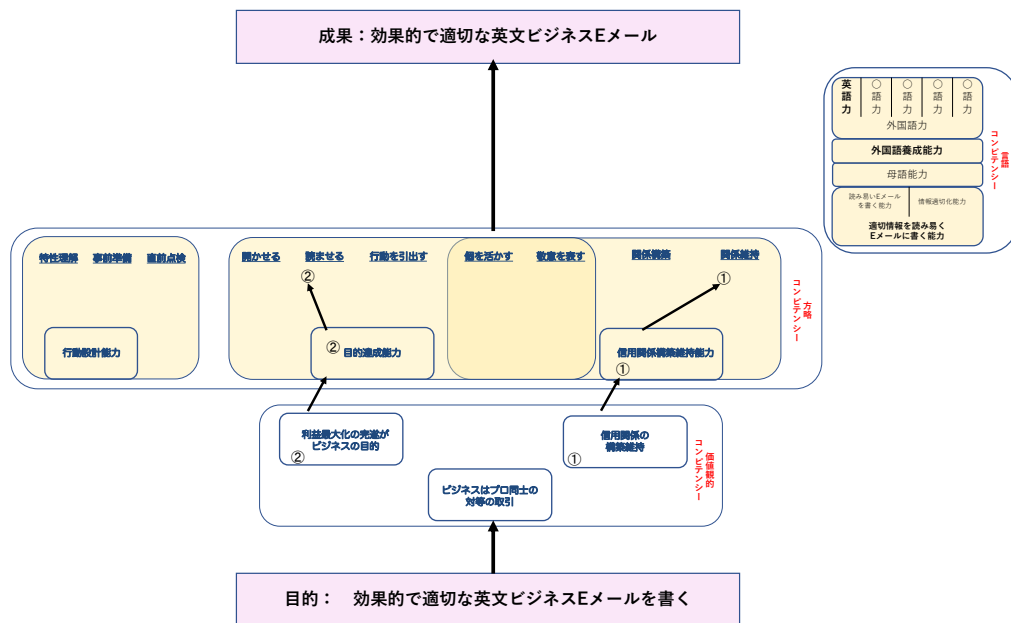 成果：効果的で適切な英文ビジネスEメール
英語力
〇語力
〇語力
〇語力
〇語力
外国語力
外国語養成能力
母語能力
読み易いEメール
を書く能力
情報適切化能力
適切情報を読み易く
Eメールに書く能力
言語
コンピテンシー
特性理解
事前準備
直前点検
開かせる
読ませる
行動を引出す
個を活かす
敬意を表す
関係構築
関係維持
②
①
行動設計能力
②
目的達成能力
信用関係構築維持能力
①
方略
コンピテンシー
利益最大化の完遂が
ビジネスの目的
②
信用関係の
構築維持
①
ビジネスはプロ同士の
対等の取引
価値観的
コンピテンシー
目的：　効果的で適切な英文ビジネスEメールを書く